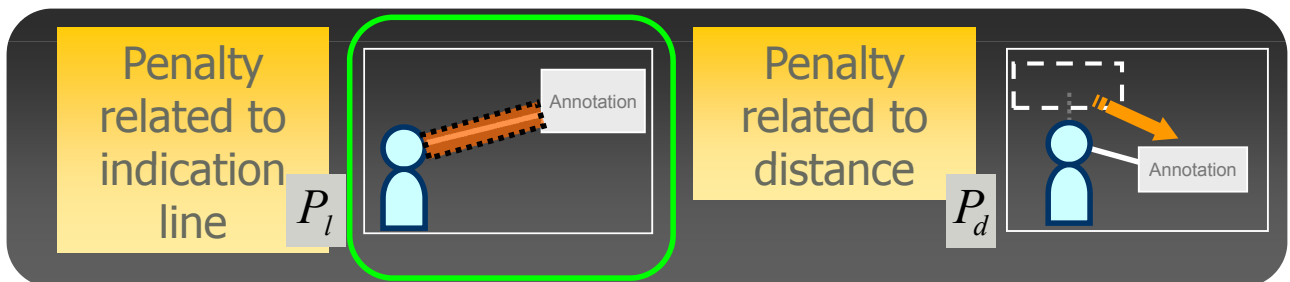 Penalty
related to
indication
line
P_l
Annotation
Penalty
related to
distance
P_d
Annotation